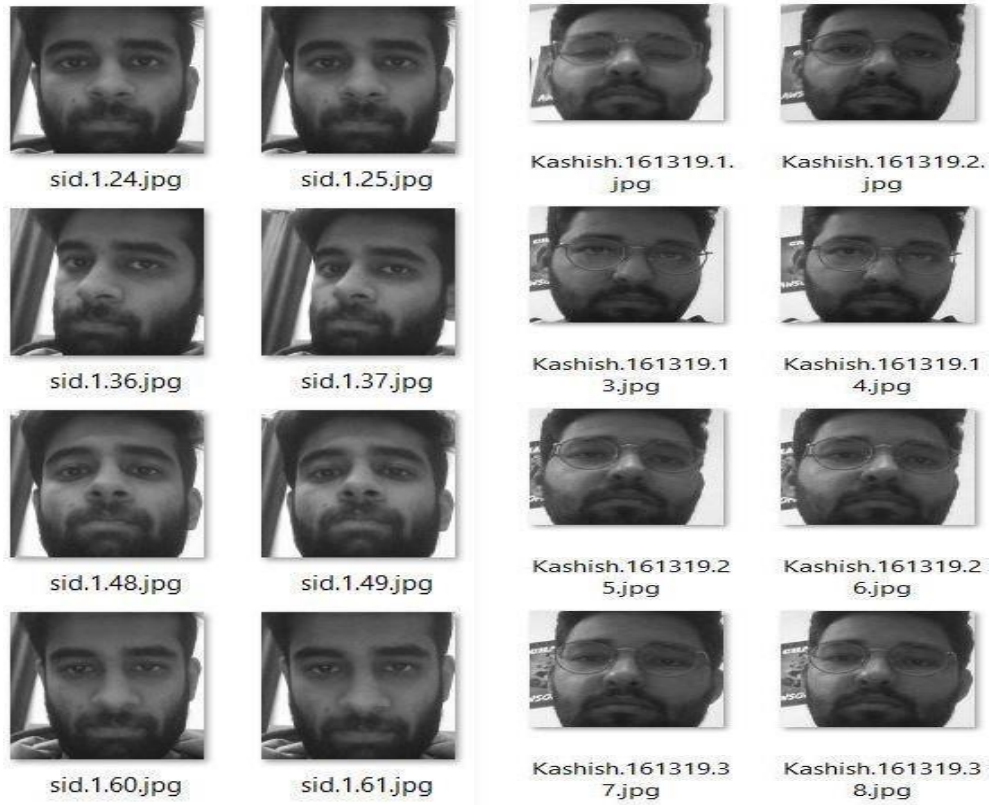 sid.1.24.jpg
sid.1.25.jpg
Kashish.161319.1.
jpg
Kashish.161319.2.
jpg
sid.1.36.jpg
sid.1.37.jpg
Kashish.161319.1
3.jpg
Kashish.161319.1
4.jpg
sid.1.48.jpg
sid.1.49.jpg
Kashish.161319.2
5.jpg
Kashish.161319.2
6.jpg
sid.1.60.jpg
sid.1.61.jpg
Kashish.161319.3
7.jpg
Kashish.161319.3
8.jpg